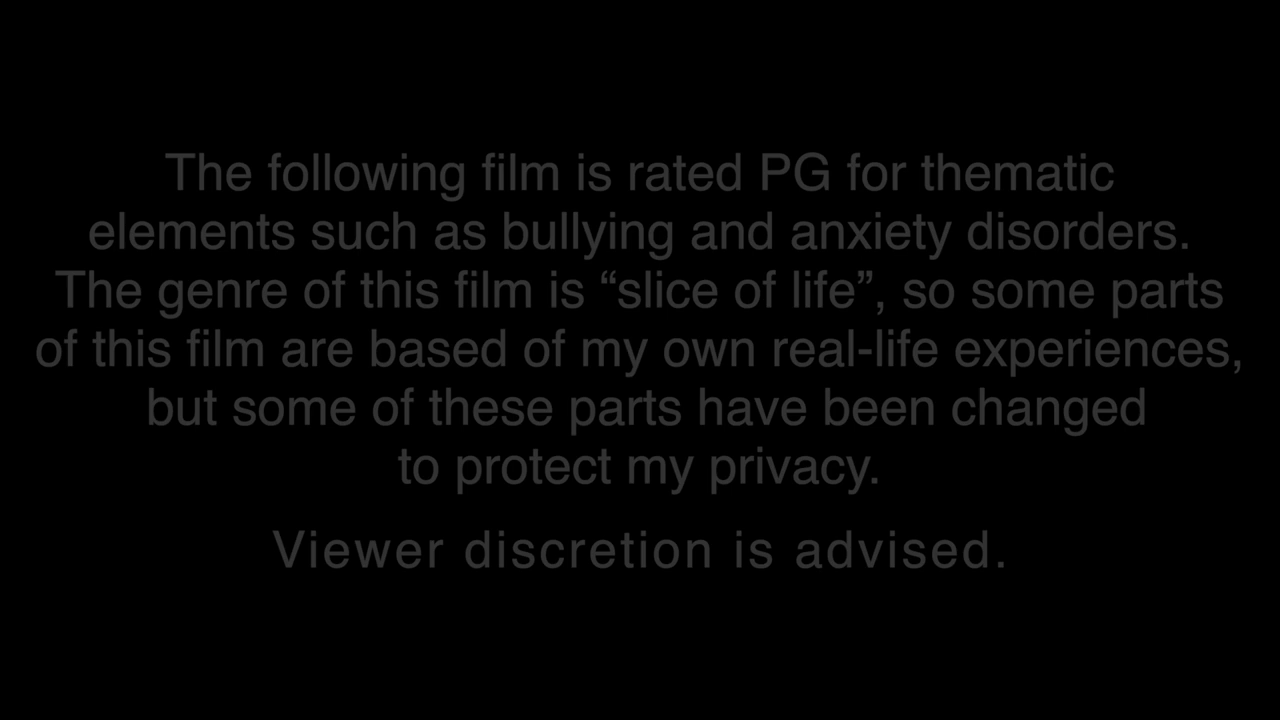 The following film is rated PG for thematic
elements such as bullying and anxiety disorders.
The genre of this film is “slice of life”, so some parts
of this film are based of my own real-life experiences,
but some of these parts have been changed
to protect my privacy.
Viewer discretion is advised.